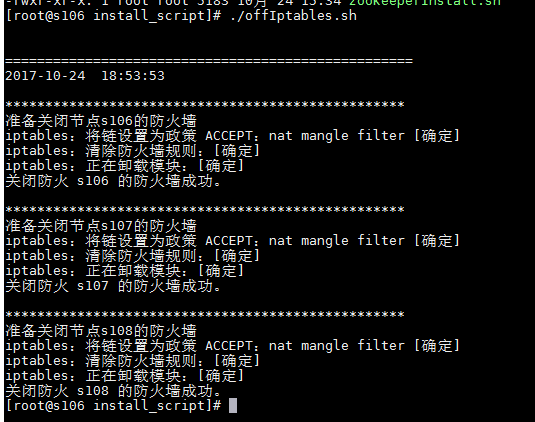 -rwxr-xr-x. 1 root root 5183 10月 24 15:34 zookeeperInstall.sh
[root@s106 install_script]# ./offIptables.sh
===================================================
2017-10-24  18:53:53
**************************************************
准备关闭节点s106的防火墙
iptables：将链设置为政策 ACCEPT：nat mangle filter [确定]
iptables：清除防火墙规则：[确定]
iptables：正在卸载模块：[确定]
关闭防火 s106 的防火墙成功。
**************************************************
准备关闭节点s107的防火墙
iptables：将链设置为政策 ACCEPT：nat mangle filter [确定]
iptables：清除防火墙规则：[确定]
iptables：正在卸载模块：[确定]
关闭防火 s107 的防火墙成功。
**************************************************
准备关闭节点s108的防火墙
iptables：将链设置为政策 ACCEPT：nat mangle filter [确定]
iptables：清除防火墙规则：[确定]
iptables：正在卸载模块：[确定]
关闭防火 s108 的防火墙成功。
[root@s106 install_script]#